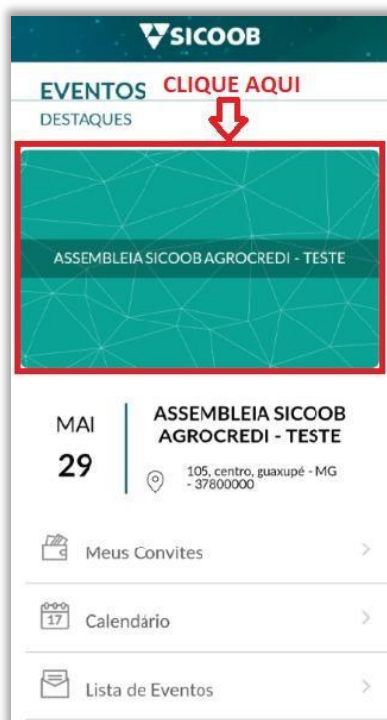 SICOOB
EVENTOS CLIQUE AQUI
DESTAQUES
ASSEMBLEIA SICOOB AGROCREDI - TESTE
MAI
29
ASSEMBLEIA SICOOB
AGROCREDI - TESTE
105, centro, guaxupé - MG
- 37800000
Meus Convites
17
Calendário
Lista de Eventos